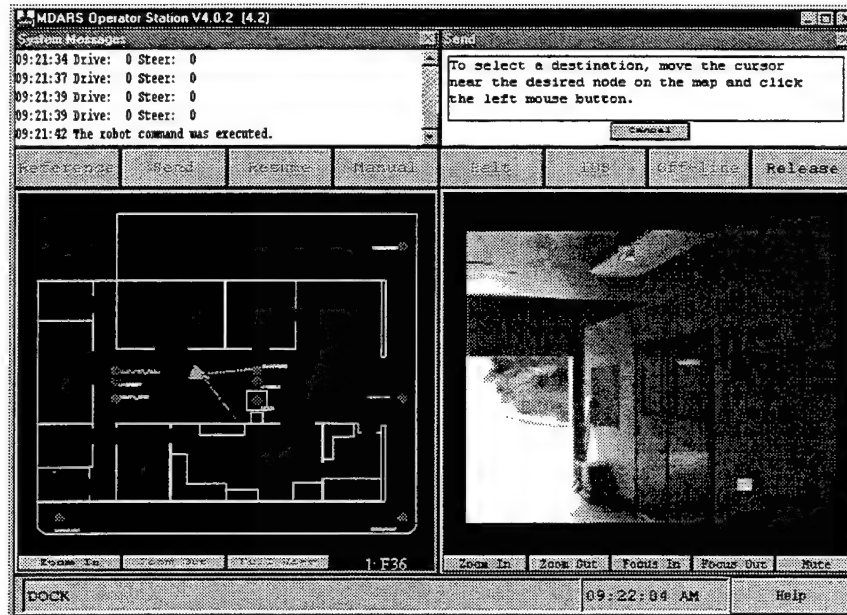 MDARS Operator Station V4.0.2 [4.2]
System Messages
09:21:34 Drive: 0 Steer: 0
09:21:37 Drive: 0 Steer: 0
09:21:39 Drive: 0 Steer: 0
09:21:39 Drive: 0 Steer: 0
09:21:42 The robot command was executed.
Send
To select a destination, move the cursor
near the desired node on the map and click
the left mouse button.
Cancel
Reference Send Resume Manual Halt IDS Off-line Release
Zoom In Zoom Out Full View 1: F36
Zoom In Zoom Out Focus In Focus Out Mute
DOCK 09:22:04 AM Help